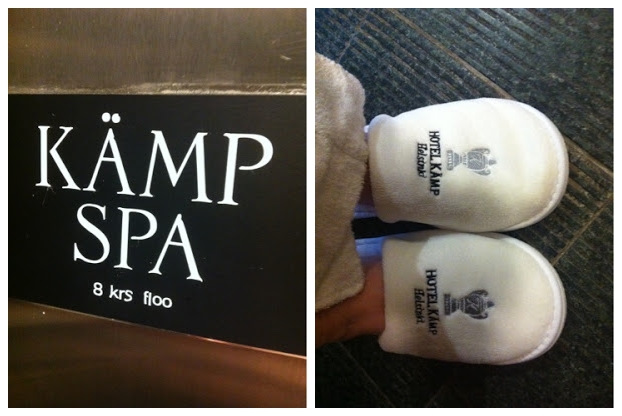 KÄMP
SPA
8 krs floo
HOTEL KÄMP
Helsinki
HOTEL KÄMP
Helsinki